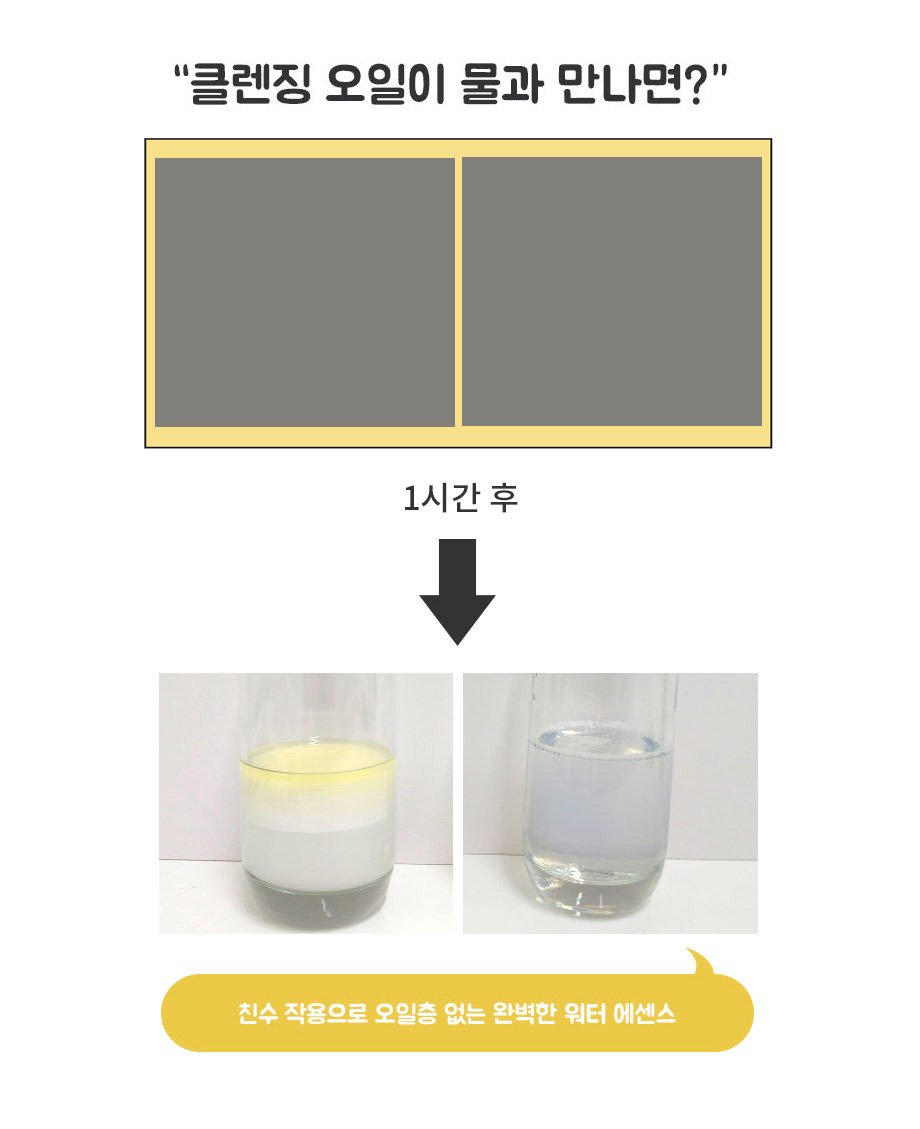 “클렌징 오일이 물과 만나면?”
1시간 후
친수 작용으로 오일층 없는 완벽한 워터 에센스